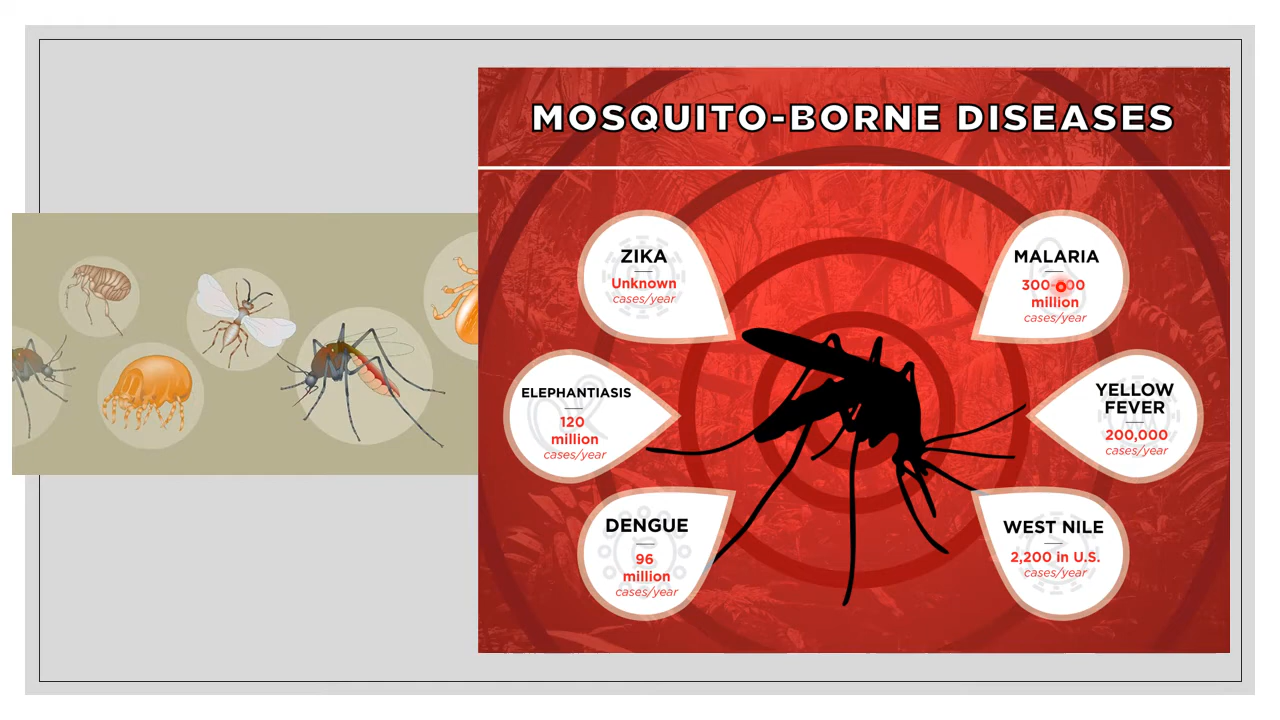 MOSQUITO-BORNE DISEASES
ZIKA
Unknown
cases/year
MALARIA
million
cases/year
ELEPHANTIASIS
120
million
cases/year
YELLOW
FEVER
200,000
cases/year
DENGUE
96
million
cases/year
WEST NILE
2,200 in U.S.
cases/year